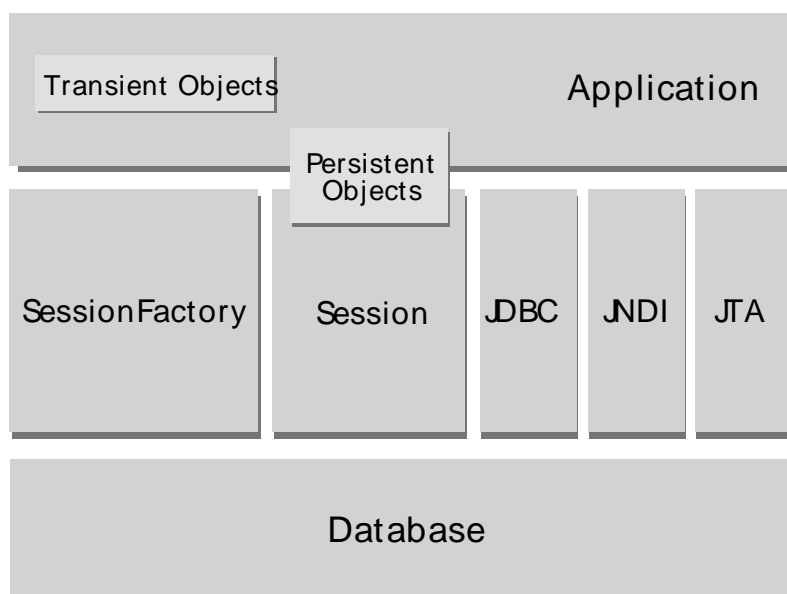 Transient Objects
Application
Persistent
Objects
SessionFactory
Session
JDBC
JNDI
JTA
Database